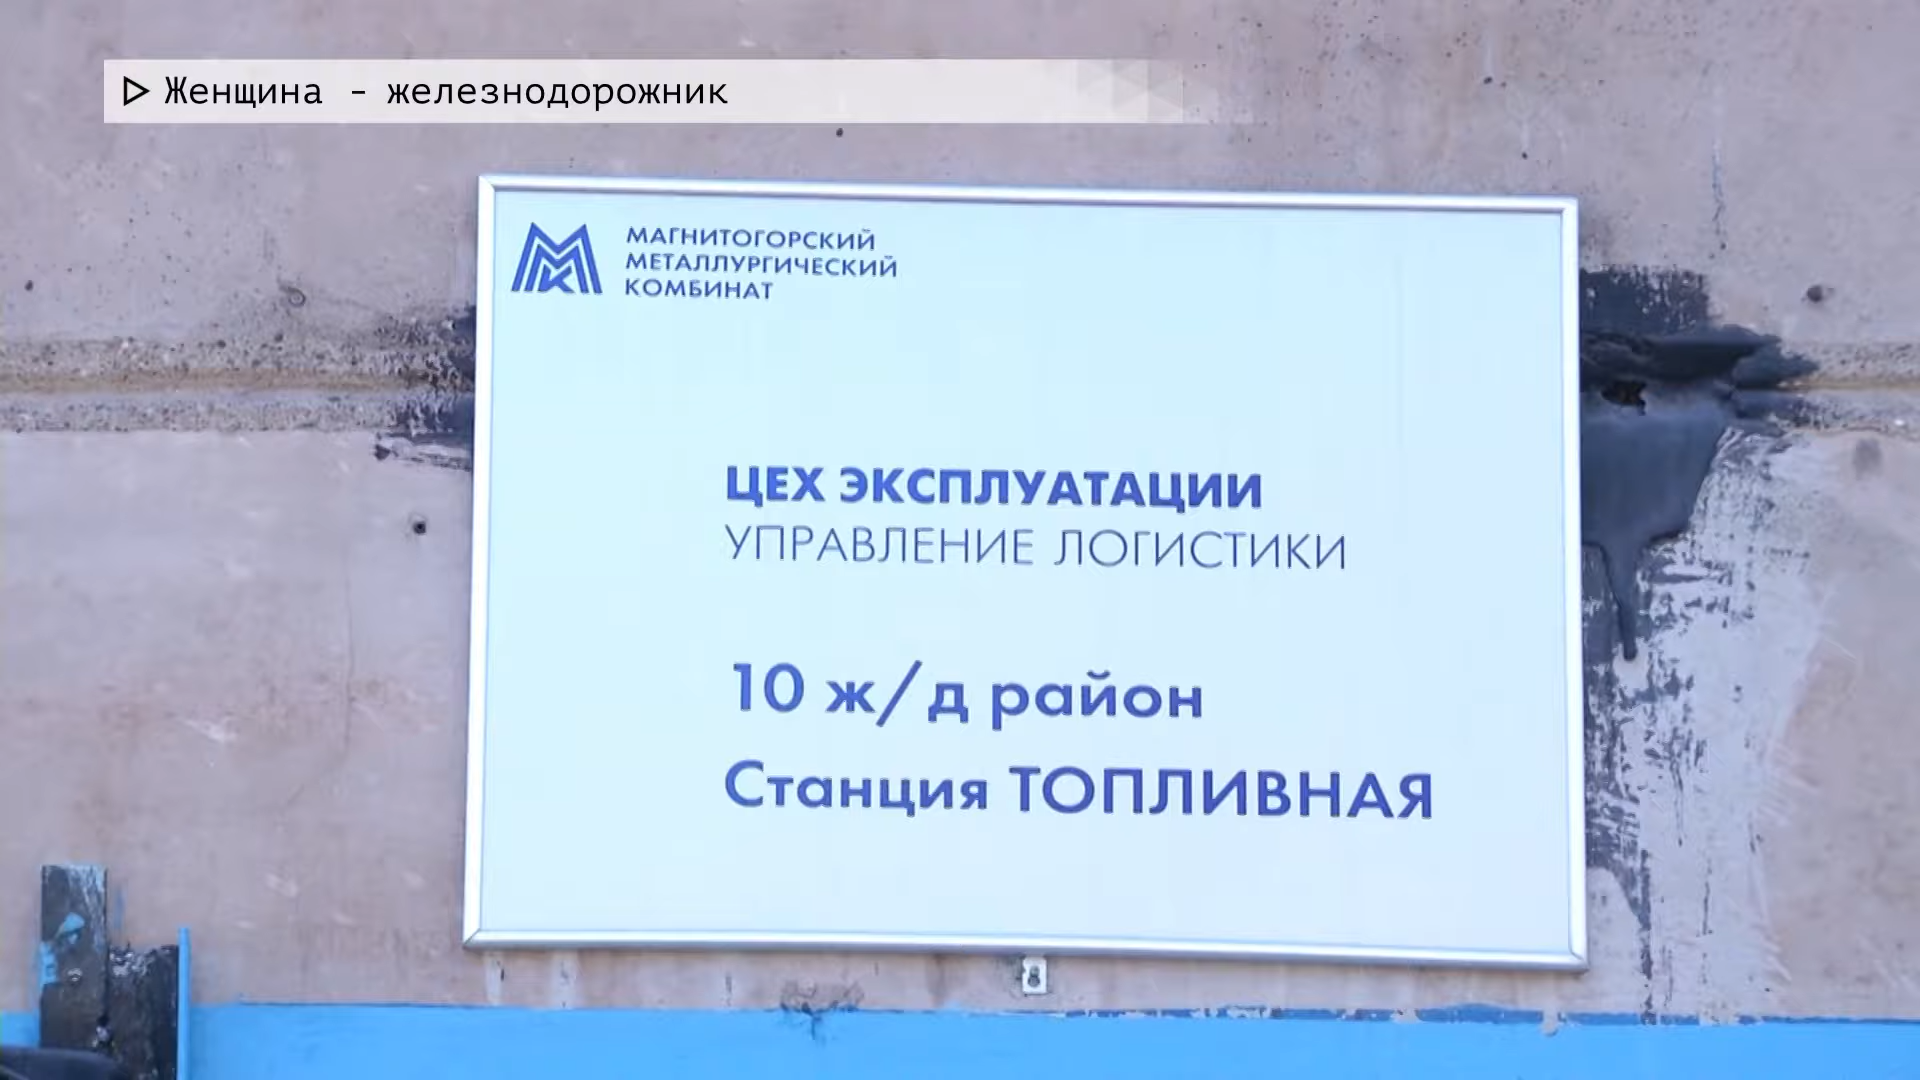 Женщина - железнодорожник
МАГНИТОГОРСКИЙ
МЕТАЛЛУРГИЧЕСКИЙ
КОМБИНАТ
ЦЕХ ЭКСПЛУАТАЦИИ
УПРАВЛЕНИЕ ЛОГИСТИКИ
10 ж/д район
Станция ТОПЛИВНАЯ